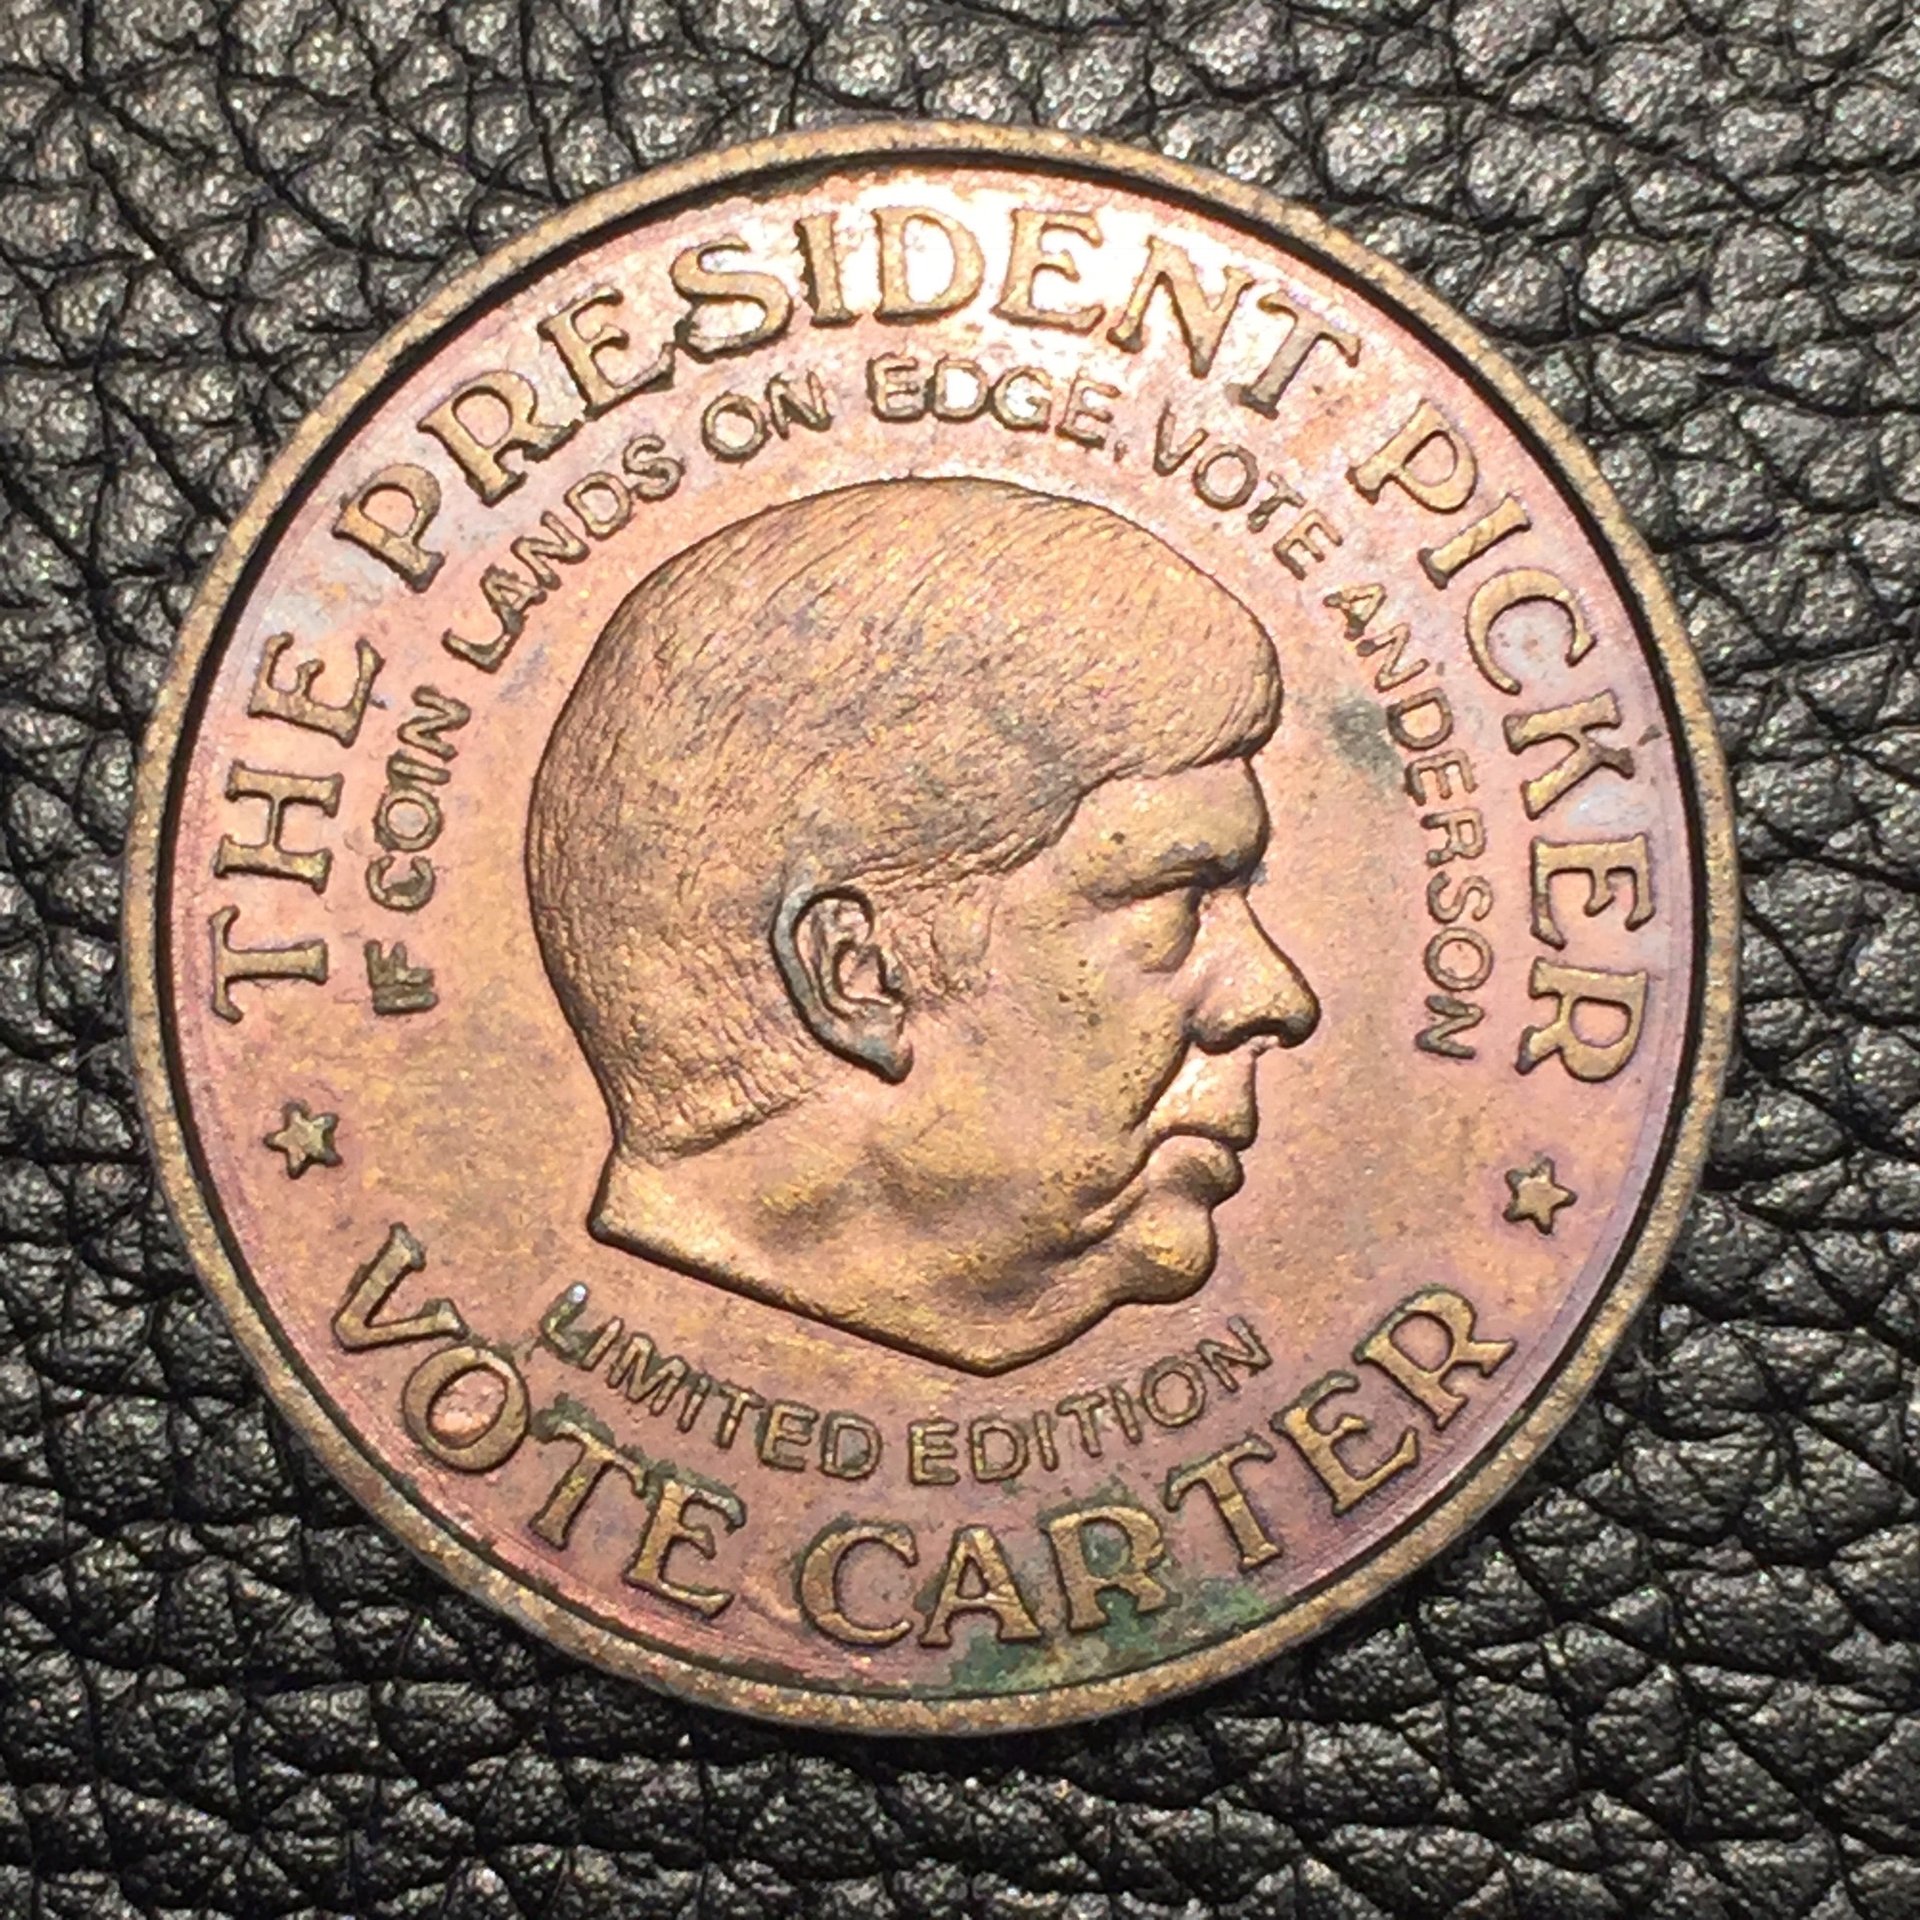 THE PRESIDENT PICKER
IF COIN LANDS ON EDGE, VOTE ANDERSON
LIMITED EDITION
VOTE CARTER